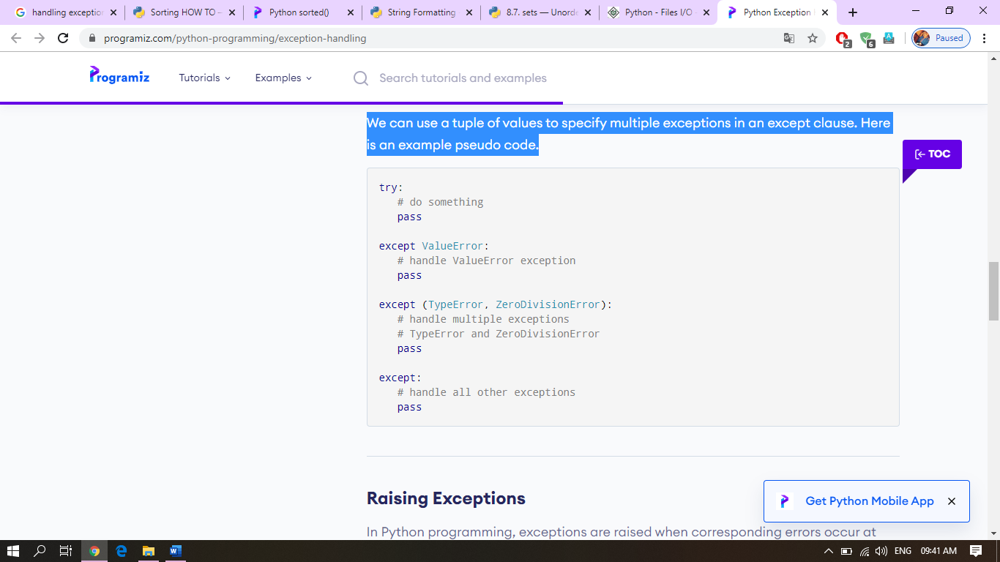 handling exception
Sorting HOW TO —
Python sorted()
String Formatting
8.7. sets — Unorde
Python - Files I/O
Python Exception
programiz.com/python-programming/exception-handling
2
6
Paused
Programiz
Tutorials
Examples
Search tutorials and examples
We can use a tuple of values to specify multiple exceptions in an except clause. Here
is an example pseudo code.
TOC
try:
   # do something
   pass
except ValueError:
   # handle ValueError exception
   pass
except (TypeError, ZeroDivisionError):
   # handle multiple exceptions
   # TypeError and ZeroDivisionError
   pass
except:
   # handle all other exceptions
   pass
Raising Exceptions
Get Python Mobile App
In Python programming, exceptions are raised when corresponding errors occur at
ENG
09:41 AM